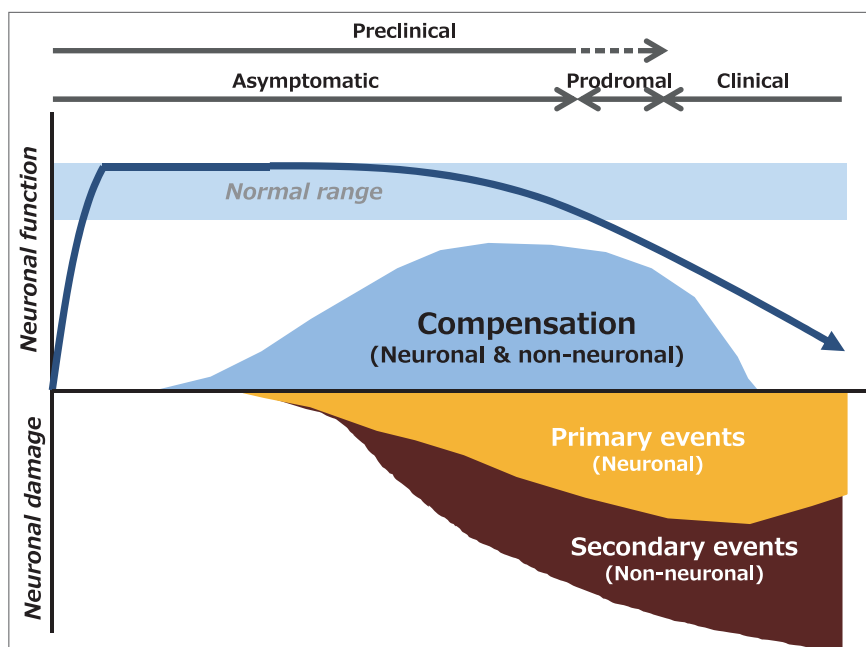 Preclinical
Asymptomatic
Prodromal
Clinical
Neuronal function
Normal range
Compensation
(Neuronal & non-neuronal)
Neuronal damage
Primary events
(Neuronal)
Secondary events
(Non-neuronal)